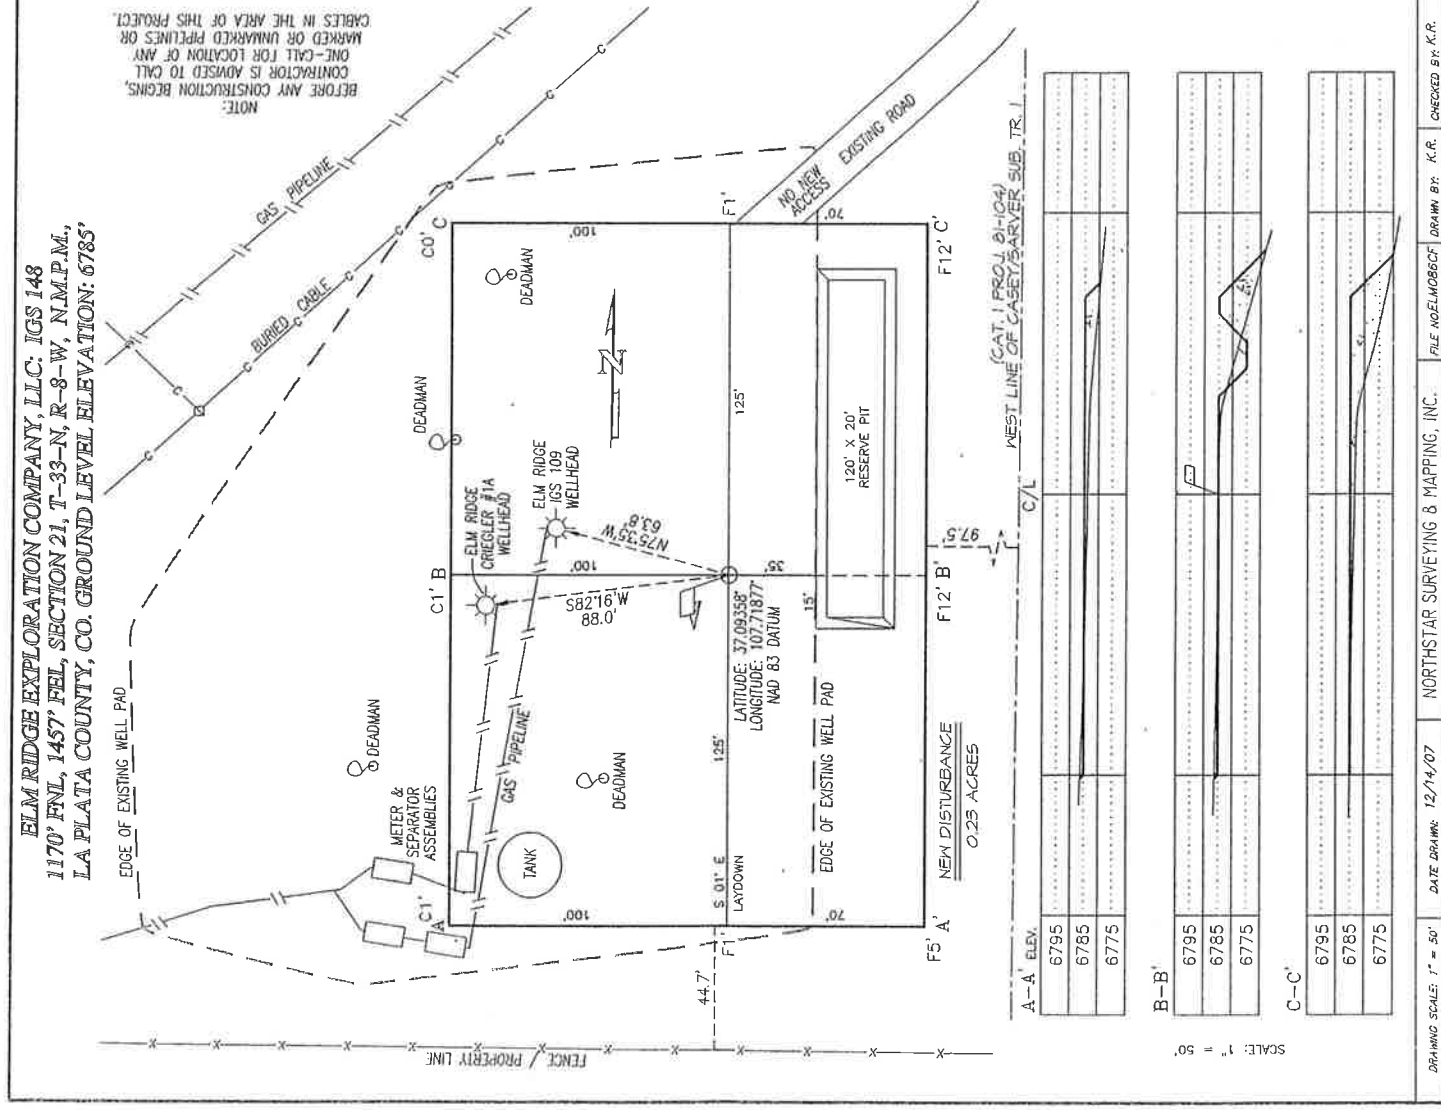 ELM RIDGE EXPLORATION COMPANY, LLC: IGS 148
1170' FNL, 1457' FEL, SECTION 21, T-33-N, R-8-W, N.M.P.M.,
LA PLATA COUNTY, CO. GROUND LEVEL ELEVATION: 6785'
NOTE:
BEFORE ANY CONSTRUCTION BEGINS,
CONTRACTOR IS ADVISED TO CALL
ONE-CALL FOR LOCATION OF ANY
MARKED OR UNMARKED PIPELINES OR
CABLES IN THE AREA OF THIS PROJECT.
EDGE OF EXISTING WELL PAD
GAS PIPELINE
BURIED CABLE
DEADMAN
METER &
SEPARATOR
ASSEMBLIES
DEADMAN
DEADMAN
C1'
A
C1' B
C0' C
ELM RIDGE
CRIEGLER #1A
WELLHEAD
ELM RIDGE
IGS 109
WELLHEAD
TANK
GAS PIPELINE
DEADMAN
100'
100'
100'
S82°16'W
88.0'
N75°35'W
63.8'
N
44.7'
F1'
S 01° E
LAYDOWN
125'
125'
F1'
LATITUDE: 37.09358°
LONGITUDE: 107.71877°
NAD 83 DATUM
35'
15'
EDGE OF EXISTING WELL PAD
120' X 20'
RESERVE PIT
70'
70'
NO NEW
ACCESS
EXISTING ROAD
F5' A'
F12' B'
F12' C'
NEW DISTURBANCE
0.25 ACRES
97.5'
(CAT. 1 PROJ. 81-104)
WEST LINE OF CASEY/SARVER SUB. TR. 1
FENCE / PROPERTY LINE
C/L
A-A' ELEV.
6795
6785
6775
B-B'
6795
6785
6775
C-C'
6795
6785
6775
SCALE: 1" = 50'
DRAWING SCALE: 1" = 50'
DATE DRAWN: 12/14/07
NORTHSTAR SURVEYING & MAPPING, INC.
FILE NO:ELM086CF
DRAWN BY: K.R.
CHECKED BY: K.R.